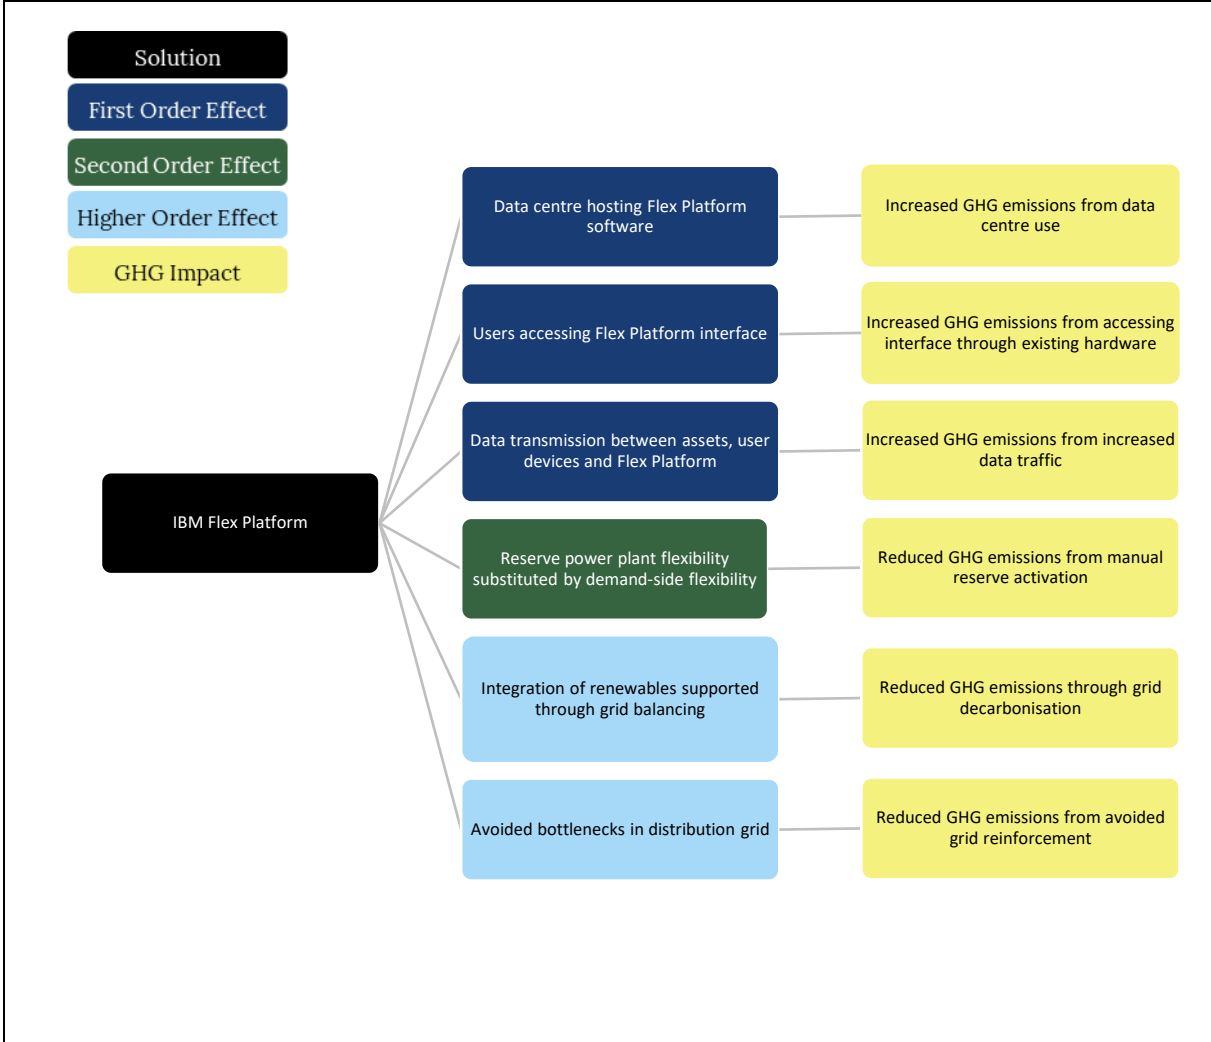 Solution
First Order Effect
Second Order Effect
Higher Order Effect
GHG Impact
IBM Flex Platform
Data centre hosting Flex Platform
software
Increased GHG emissions from data
centre use
Users accessing Flex Platform interface
Increased GHG emissions from accessing
interface through existing hardware
Data transmission between assets, user
devices and Flex Platform
Increased GHG emissions from increased
data traffic
Reserve power plant flexibility
substituted by demand-side flexibility
Reduced GHG emissions from manual
reserve activation
Integration of renewables supported
through grid balancing
Reduced GHG emissions through grid
decarbonisation
Avoided bottlenecks in distribution grid
Reduced GHG emissions from avoided
grid reinforcement